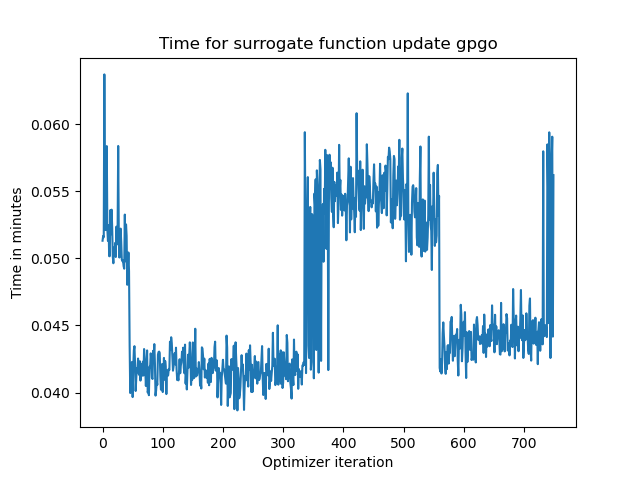 Time for surrogate function update gpgo
Time in minutes
0.060
0.055
0.050
0.045
0.040
0 100 200 300 400 500 600 700
Optimizer iteration